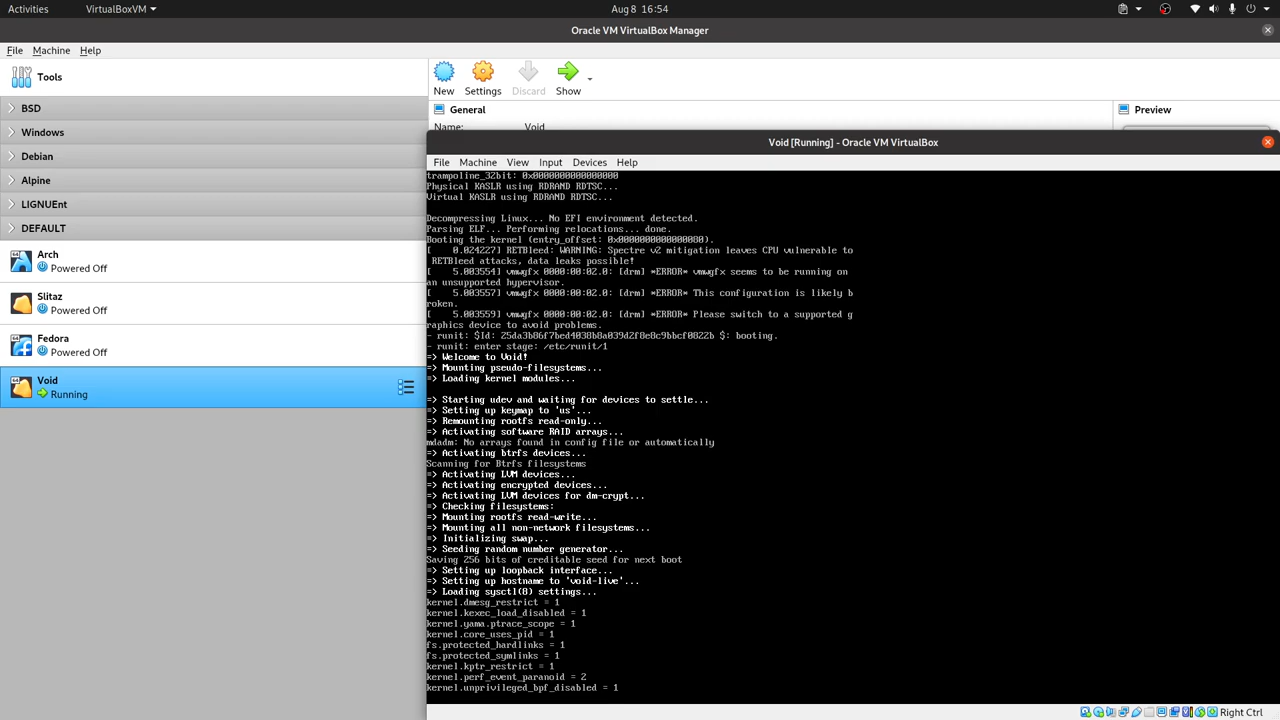 Activities
VirtualBoxVM
Aug 8 16:54
Oracle VM VirtualBox Manager
File Machine Help
Tools
New Settings Discard Show
BSD
Windows
Debian
Alpine
LIGNUEnt
DEFAULT
Arch
Powered Off
Slitaz
Powered Off
Fedora
Powered Off
Void
Running
General
Preview
Name: Void
Void [Running] - Oracle VM VirtualBox
File Machine View Input Devices Help
trampoline_32bit: 0x0000000000000000
Physical KASLR using RDRAND RDTSC...
Virtual KASLR using RDRAND RDTSC...
Decompressing Linux... No EFI environment detected.
Parsing ELF... Performing relocations... done.
Booting the kernel (entry_offset: 0x0000000000000080).
[    0.024227] RETBleed: WARNING: Spectre v2 mitigation leaves CPU vulnerable to
 RETBleed attacks, data leaks possible!
[    5.003554] vmwgfx 0000:00:02.0: [drm] *ERROR* vmwgfx seems to be running on
an unsupported hypervisor.
[    5.003557] vmwgfx 0000:00:02.0: [drm] *ERROR* This configuration is likely b
roken.
[    5.003559] vmwgfx 0000:00:02.0: [drm] *ERROR* Please switch to a supported g
raphics device to avoid problems.
- runit: $Id: 25da3b86f7bed4038b8a039d2f8e8c9bbcf0822b $: booting.
- runit: enter stage: /etc/runit/1
=> Welcome to Void!
=> Mounting pseudo-filesystems...
=> Loading kernel modules...
=> Starting udev and waiting for devices to settle...
=> Setting up keymap to 'us'...
=> Remounting rootfs read-only...
=> Activating software RAID arrays...
mdadm: No arrays found in config file or automatically
=> Activating btrfs devices...
Scanning for Btrfs filesystems
=> Activating LVM devices...
=> Activating encrypted devices...
=> Activating LVM devices for dm-crypt...
=> Checking filesystems:
=> Mounting rootfs read-write...
=> Mounting all non-network filesystems...
=> Initializing swap...
=> Seeding random number generator...
Saving 256 bits of creditable seed for next boot
=> Setting up loopback interface...
=> Setting up hostname to 'void-live'...
=> Loading sysctl(8) settings...
kernel.dmesg_restrict = 1
kernel.kexec_load_disabled = 1
kernel.yama.ptrace_scope = 1
kernel.core_uses_pid = 1
fs.protected_hardlinks = 1
fs.protected_symlinks = 1
kernel.kptr_restrict = 1
kernel.perf_event_paranoid = 2
kernel.unprivileged_bpf_disabled = 1
Right Ctrl